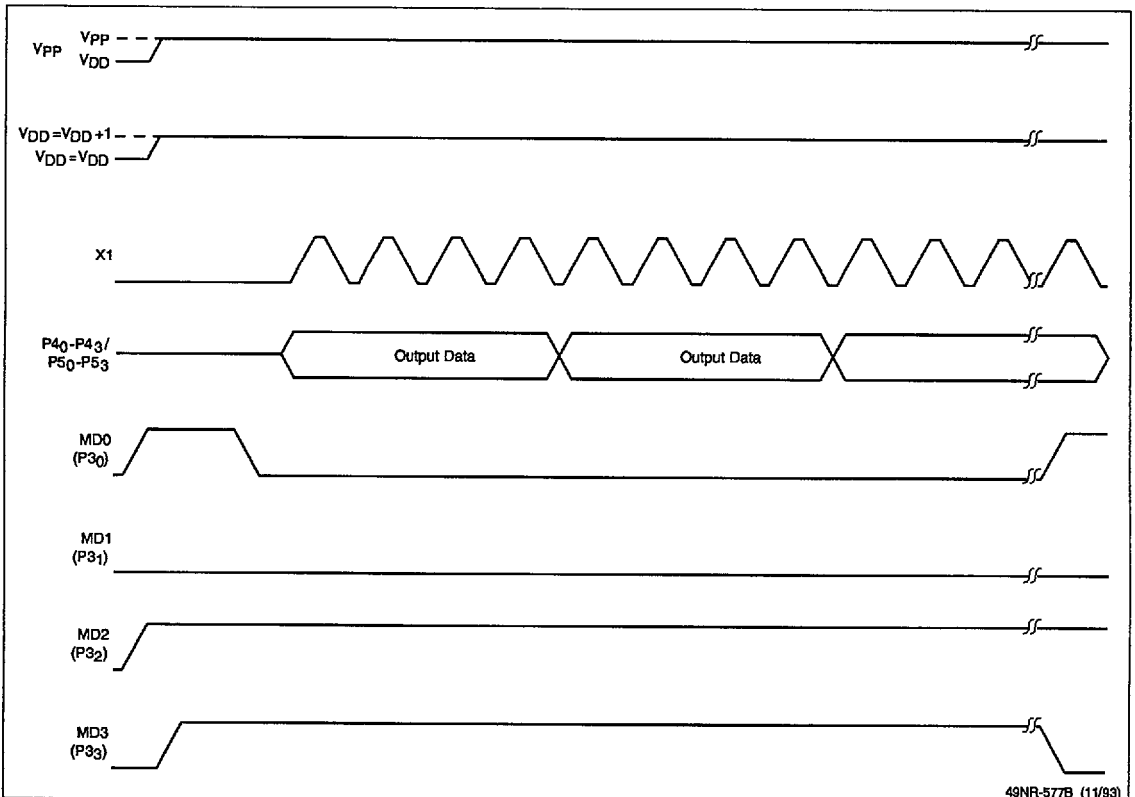 VPP
VPP
VDD
VDD=VDD+1
VDD=VDD
X1
P40-P43/
P50-P53
Output Data
Output Data
MD0
(P30)
MD1
(P31)
MD2
(P32)
MD3
(P33)
49NR-577B (11/93)